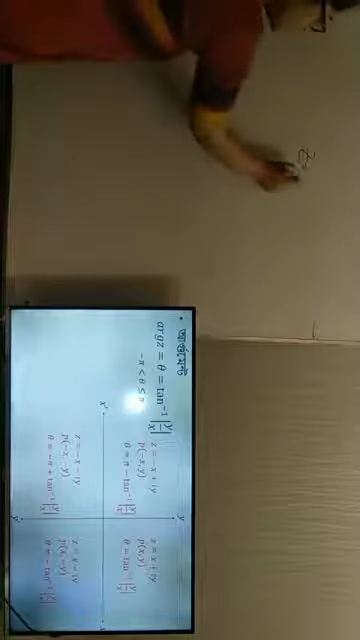 z=
• আর্গুমেন্ট
arg z = θ = tan⁻¹ |y/x|
-π < θ ≤ π
y
z = -x + iy
p(-x,y)
θ = π - tan⁻¹ |y/x|
z = x + iy
p(x,y)
θ = tan⁻¹ |y/x|
x'
x
z = -x - iy
p(-x,-y)
θ = -π + tan⁻¹ |y/x|
z = x - iy
p(x,-y)
θ = - tan⁻¹ |y/x|
y'